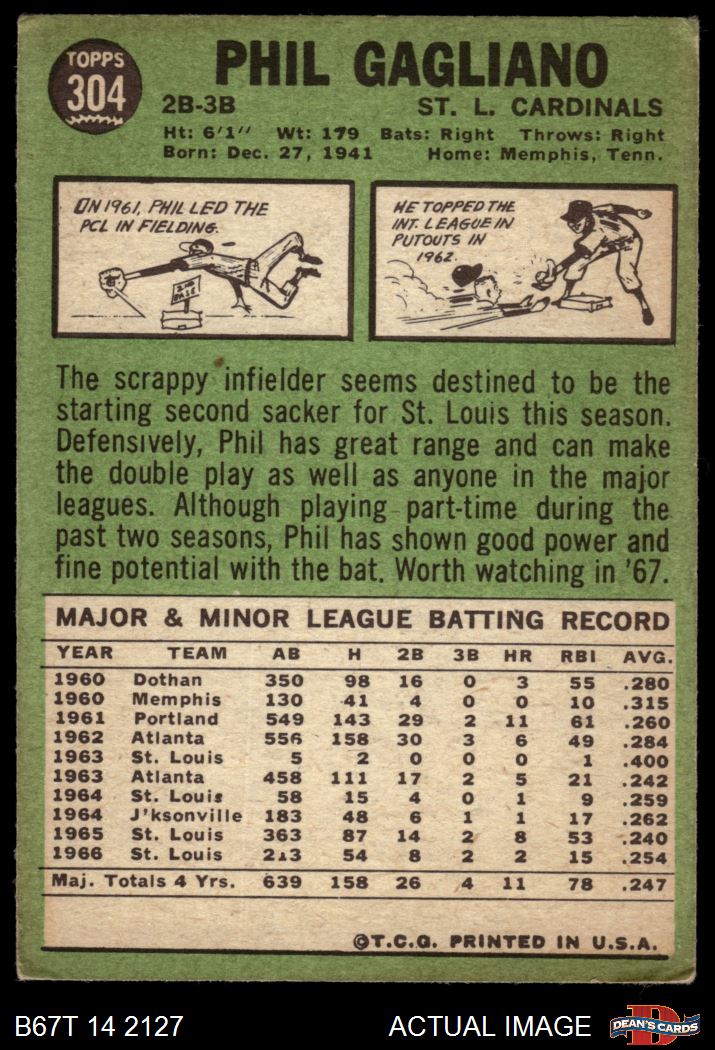 TOPPS
304
PHIL GAGLIANO
2B-3B ST. L. CARDINALS
Ht: 6'1" Wt: 179 Bats: Right Throws: Right
Born: Dec. 27, 1941 Home: Memphis, Tenn.
ON 1961, PHIL LED THE
PCL IN FIELDING.
2ND
BASE
HE TOPPED THE
INT. LEAGUE IN
PUTOUTS IN
1962.
The scrappy infielder seems destined to be the
starting second sacker for St. Louis this season.
Defensively, Phil has great range and can make
the double play as well as anyone in the major
leagues. Although playing part-time during the
past two seasons, Phil has shown good power and
fine potential with the bat. Worth watching in '67.
MAJOR & MINOR LEAGUE BATTING RECORD
YEAR TEAM AB H 2B 3B HR RBI AVG.
1960 Dothan 350 98 16 0 3 55 .280
1960 Memphis 130 41 4 0 0 10 .315
1961 Portland 549 143 29 2 11 61 .260
1962 Atlanta 556 158 30 3 6 49 .284
1963 St. Louis 5 2 0 0 0 1 .400
1963 Atlanta 458 111 17 2 5 21 .242
1964 St. Louis 58 15 4 0 1 9 .259
1964 J'ksonville 183 48 6 1 1 17 .262
1965 St. Louis 363 87 14 2 8 53 .240
1966 St. Louis 213 54 8 2 2 15 .254
Maj. Totals 4 Yrs. 639 158 26 4 11 78 .247
©T.C.G. PRINTED IN U.S.A.
B67T 14 2127 ACTUAL IMAGE
D
DEAN'S CARDS